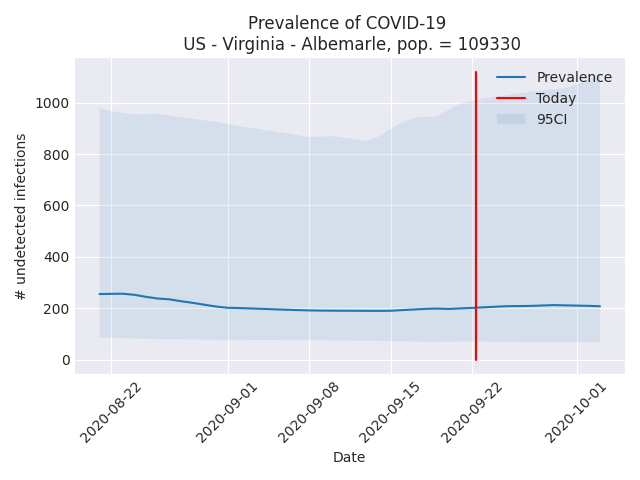 Prevalence of COVID-19
US - Virginia - Albemarle, pop. = 109330
Prevalence
Today
95CI
1000
800
600
400
200
0
# undetected infections
2020-08-22
2020-09-01
2020-09-08
2020-09-15
2020-09-22
2020-10-01
Date